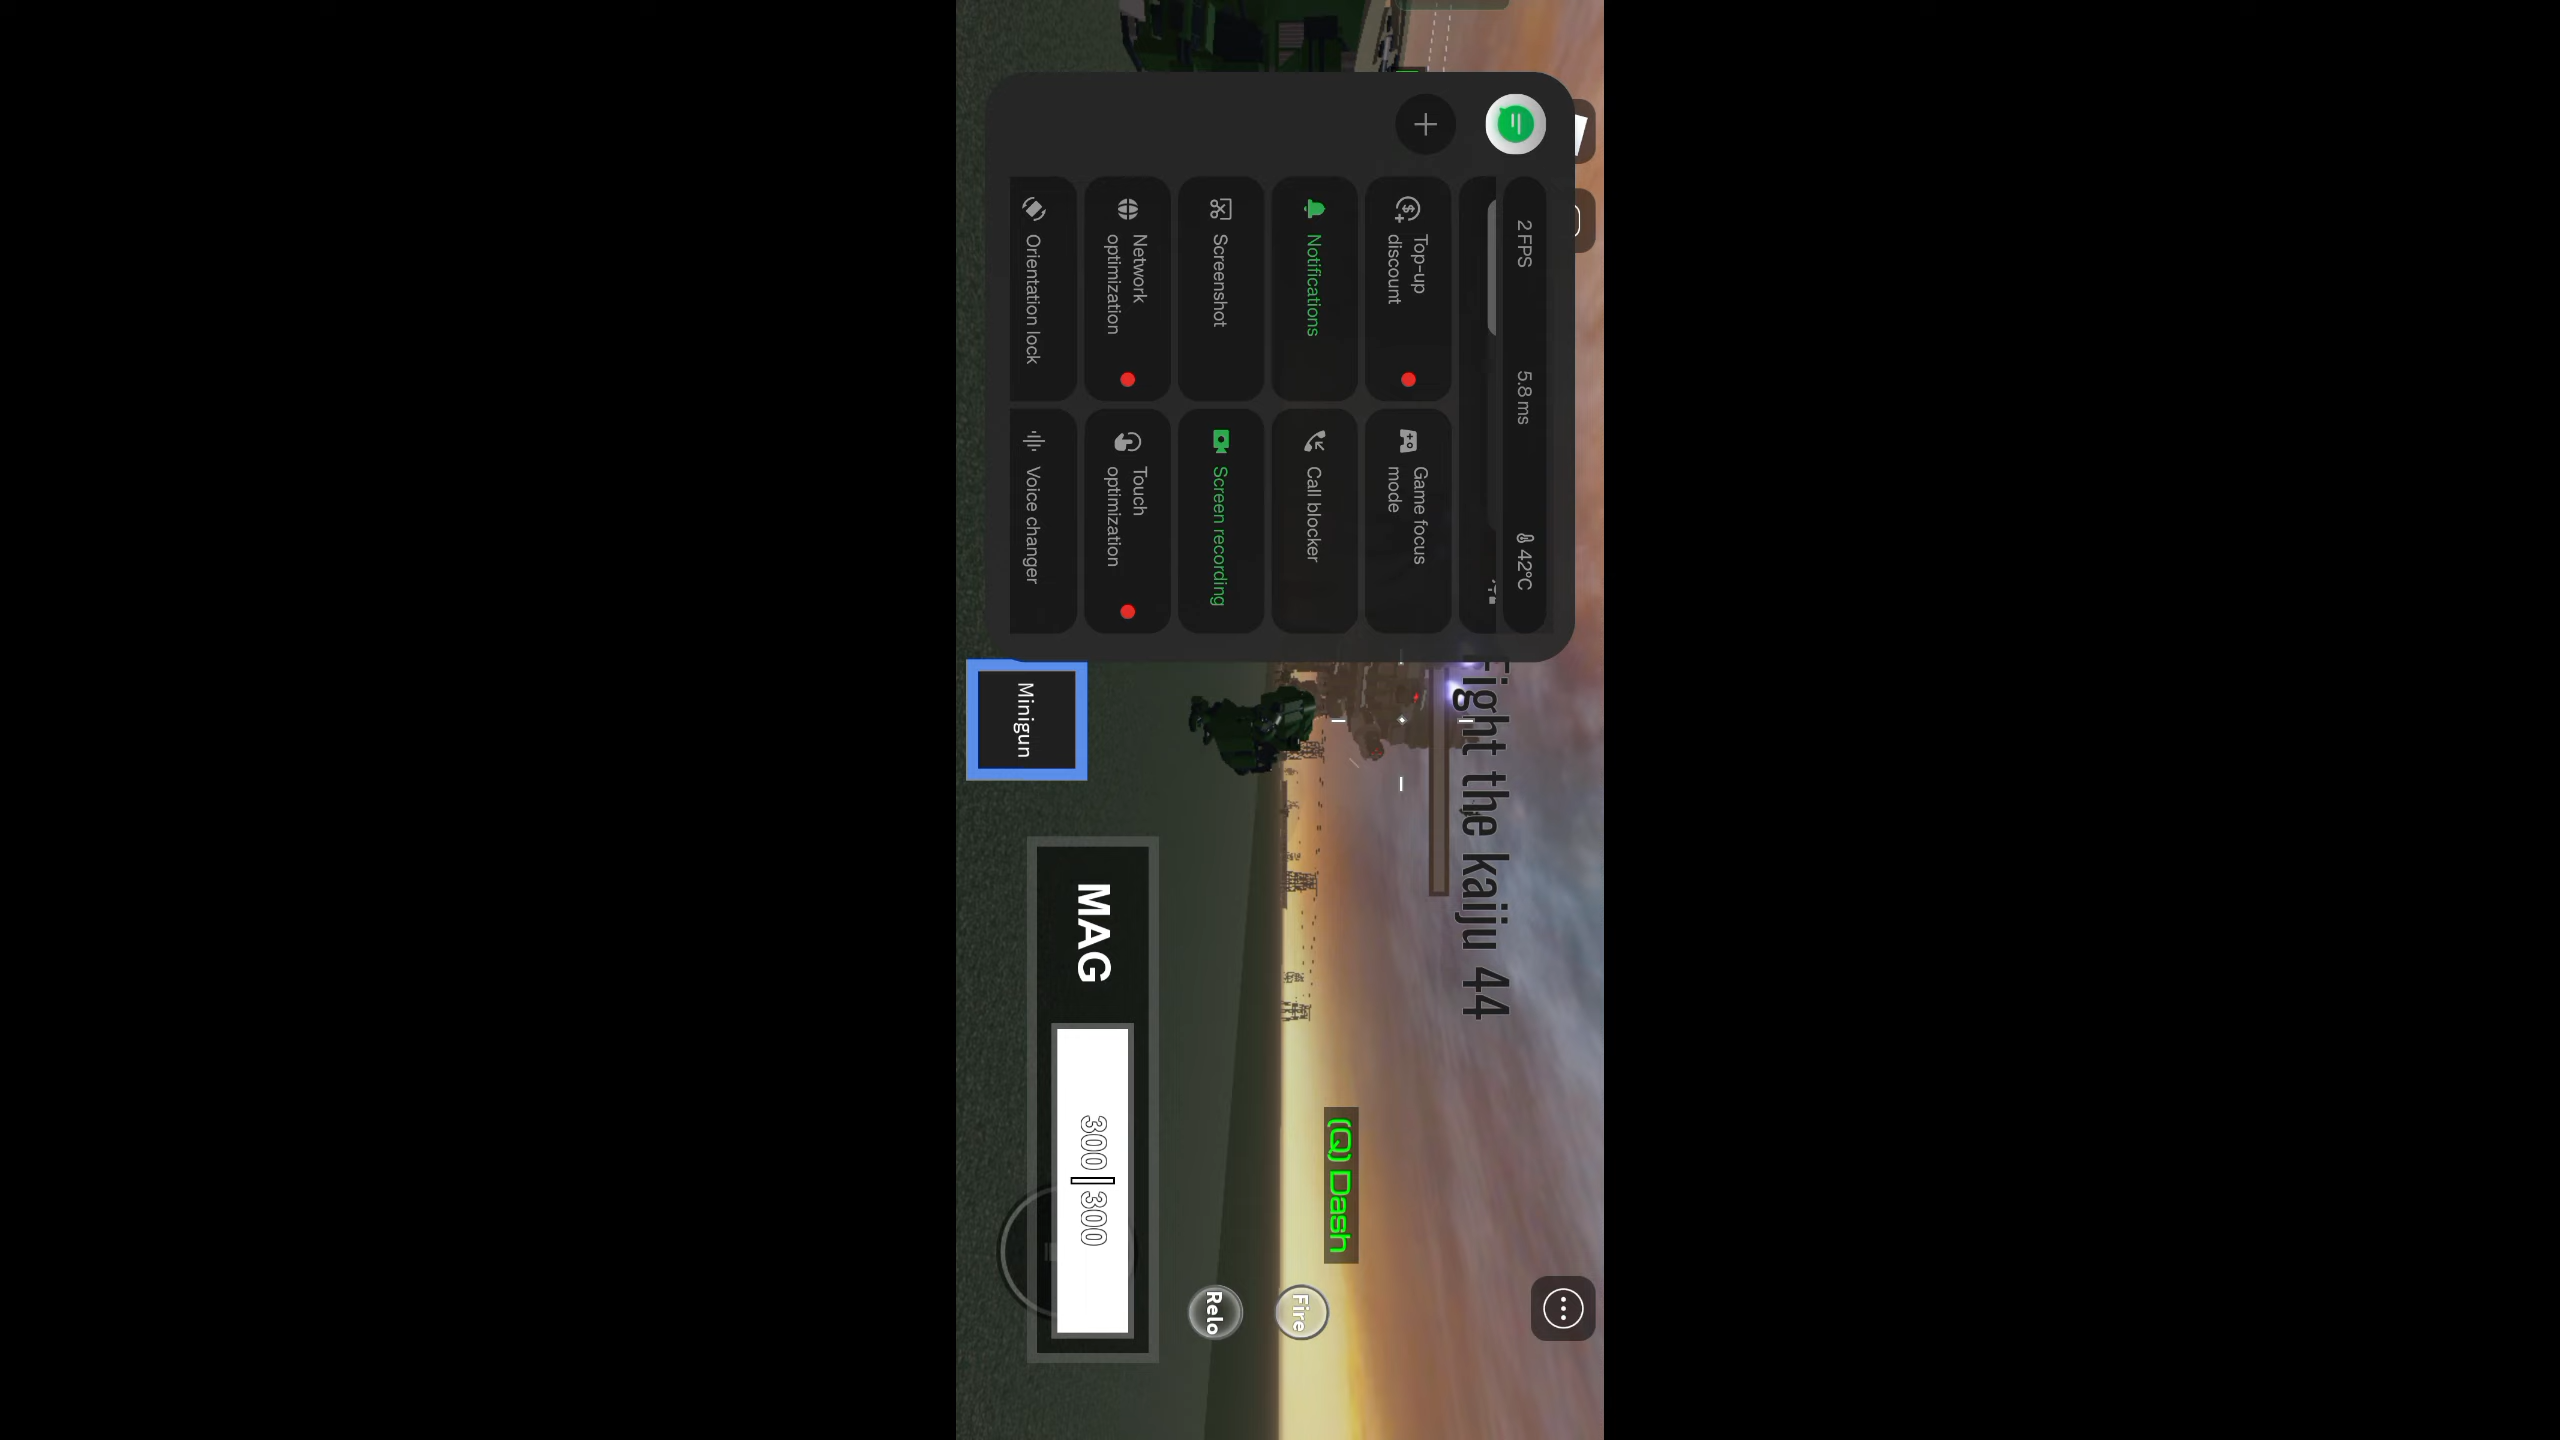 2 FPS
5.8 ms
42°C
Top-up
discount
Game focus
mode
Notifications
Call blocker
Screenshot
Screen recording
Network
optimization
Touch
optimization
Orientation lock
Voice changer
Fight the kaiju 44
(Q) Dash
Fire
Relo
MAG
300|300
Minigun